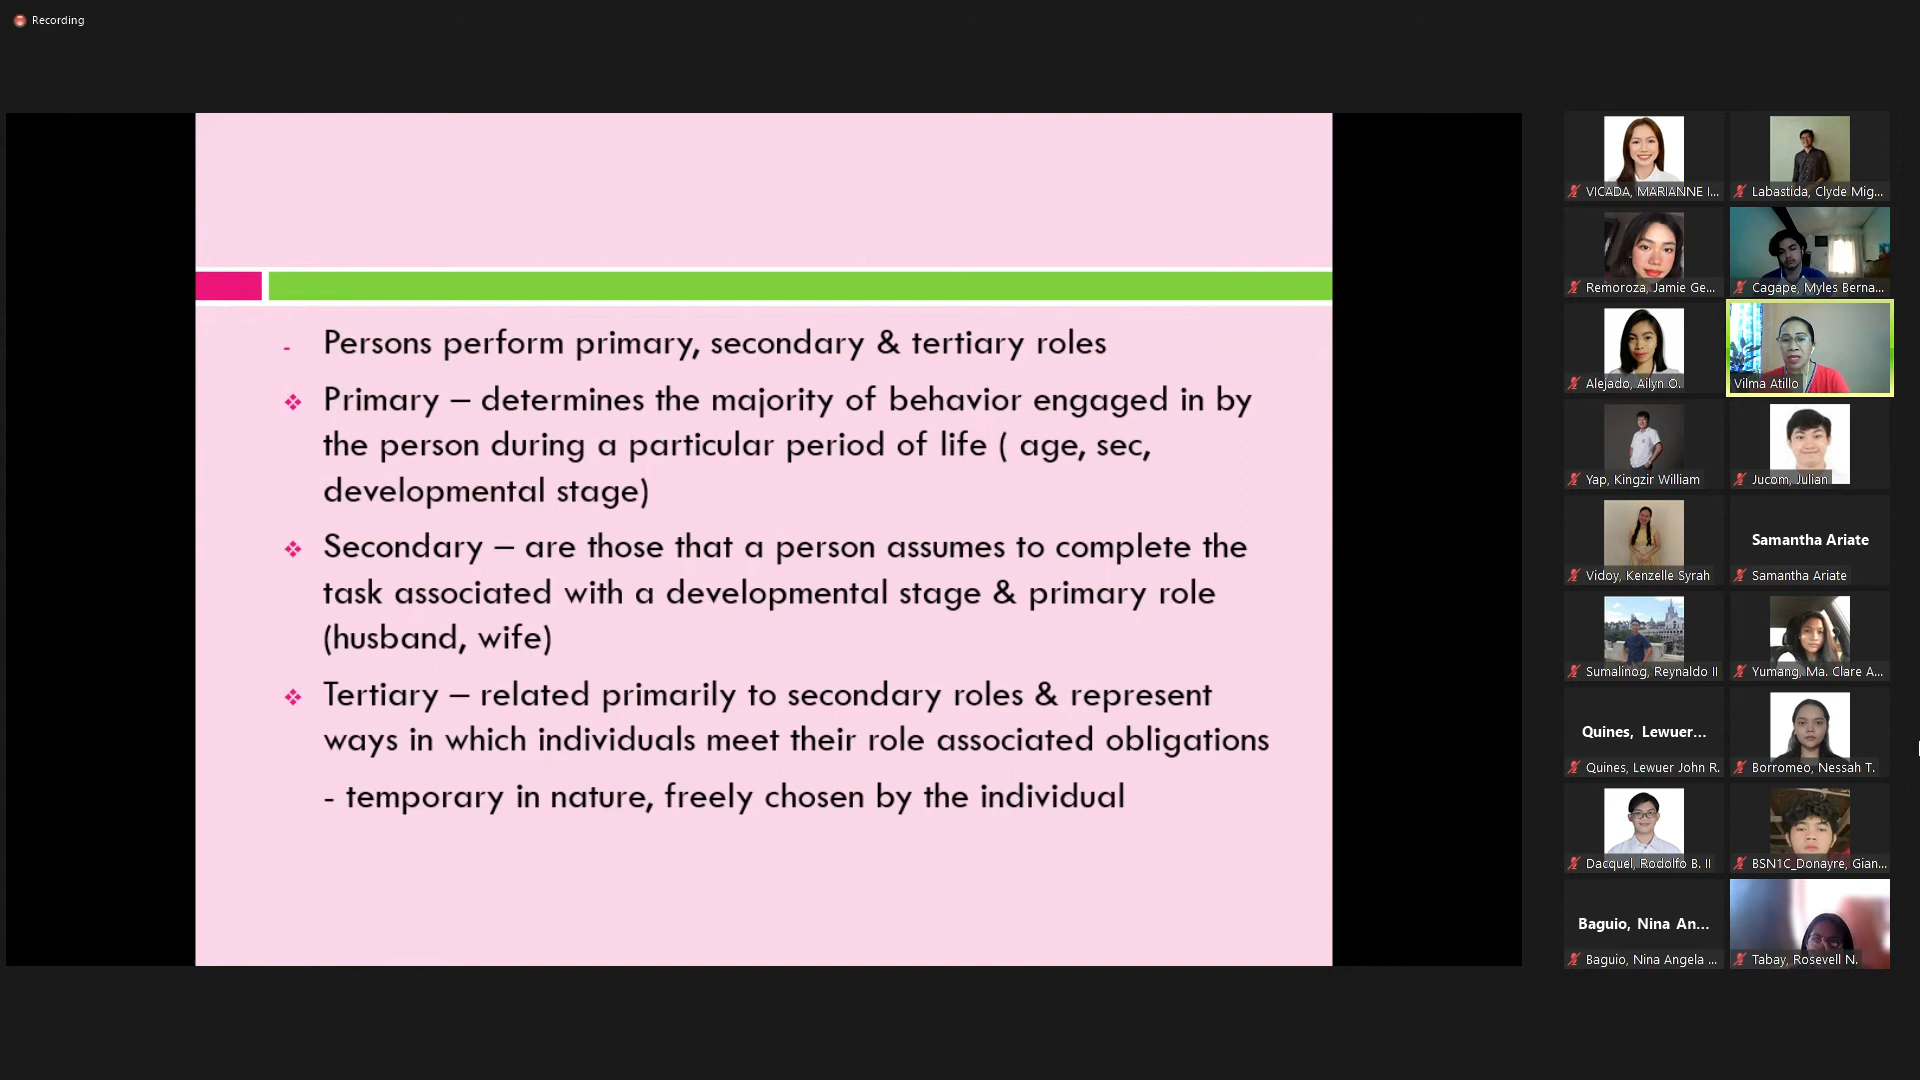 Recording
- Persons perform primary, secondary & tertiary roles
❖ Primary – determines the majority of behavior engaged in by
the person during a particular period of life ( age, sec,
developmental stage)
❖ Secondary – are those that a person assumes to complete the
task associated with a developmental stage & primary role
(husband, wife)
❖ Tertiary – related primarily to secondary roles & represent
ways in which individuals meet their role associated obligations
- temporary in nature, freely chosen by the individual
VICADA, MARIANNE I...
Labastida, Clyde Mig...
Remoroza, Jamie Ge...
Cagape, Myles Berna...
Alejado, Ailyn O.
Vilma Atillo
Yap, Kingzir William
Jucom, Julian
Vidoy, Kenzelle Syrah
Samantha Ariate
Samantha Ariate
Sumalinog, Reynaldo II
Yumang, Ma. Clare A...
Quines, Lewuer...
Quines, Lewuer John R.
Borromeo, Nessah T.
Dacquel, Rodolfo B. II
BSN1C_Donayre, Gian...
Baguio, Nina An...
Baguio, Nina Angela ...
Tabay, Rosevell N.